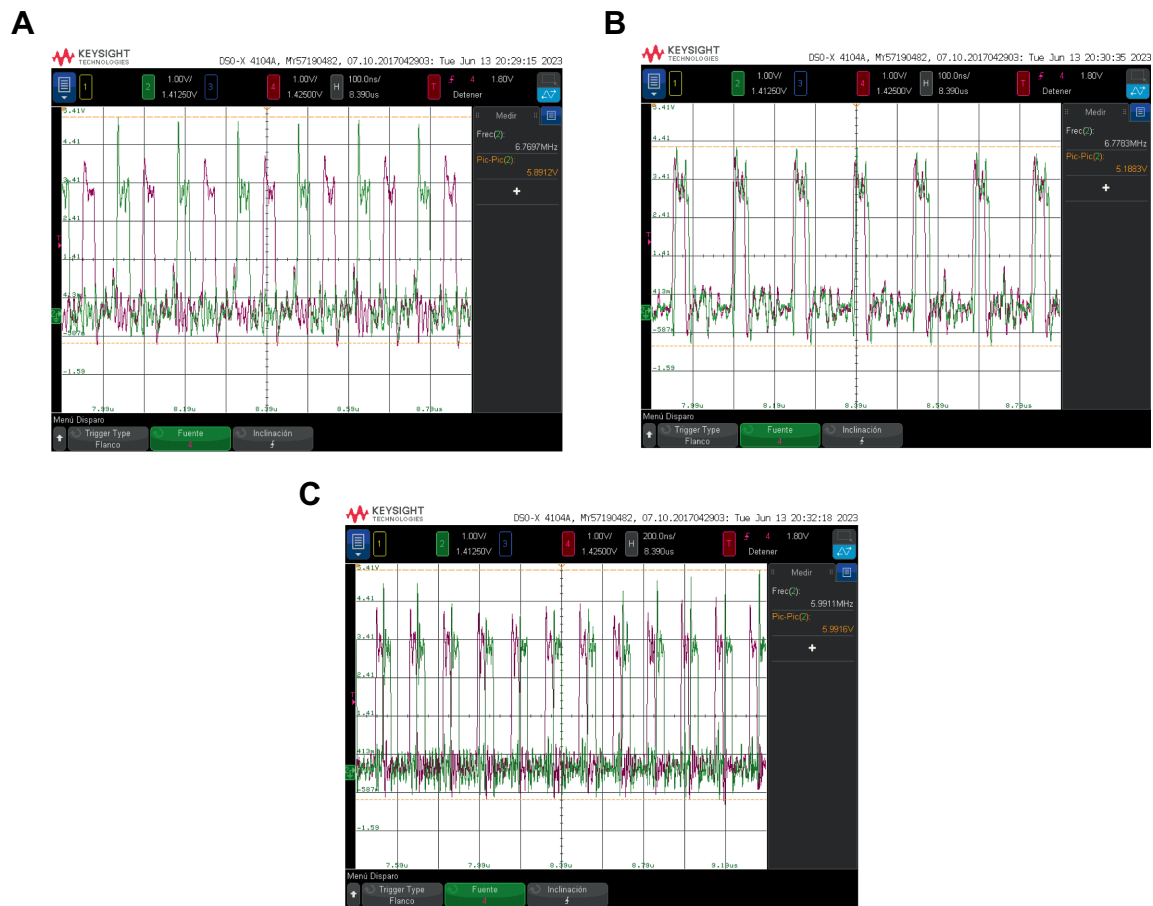 A
KEYSIGHT
TECHNOLOGIES
DSO-X 4104A, MY57190482, 07.10.2017042903: Tue Jun 13 20:29:15 2023
1 2 1.00V/ 3 4 1.00V/ H 100.0ns/ T 4 1.80V
1.41250V 1.42500V 8.390us Detener
5.41V
4.41
3.41
2.41
1.41
413m
-587m
-1.59
7.99u 8.19u 8.39u 8.59u 8.79us
Medir
Frec(2):
6.7697MHz
Pic-Pic(2):
5.8912V
+
Menú Disparo
Trigger Type Fuente Inclinación
Flanco 4
B
KEYSIGHT
TECHNOLOGIES
DSO-X 4104A, MY57190482, 07.10.2017042903: Tue Jun 13 20:30:35 2023
1 2 1.00V/ 3 4 1.00V/ H 100.0ns/ T 4 1.80V
1.41250V 1.42500V 8.390us Detener
5.41V
4.41
3.41
2.41
1.41
413m
-587m
-1.59
7.99u 8.19u 8.39u 8.59u 8.79us
Medir
Frec(2):
6.7783MHz
Pic-Pic(2):
5.1883V
+
Menú Disparo
Trigger Type Fuente Inclinación
Flanco 4
C
KEYSIGHT
TECHNOLOGIES
DSO-X 4104A, MY57190482, 07.10.2017042903: Tue Jun 13 20:32:18 2023
1 2 1.00V/ 3 4 1.00V/ H 200.0ns/ T 4 1.80V
1.41250V 1.42500V 8.390us Detener
5.41V
4.41
3.41
2.41
1.41
413m
-587m
-1.59
7.59u 7.99u 8.39u 8.79u
Medir
Frec(2):
5.9911MHz
Pic-Pic(2):
5.9916V
+
Menú Disparo
Trigger Type Fuente Inclinación
Flanco 4